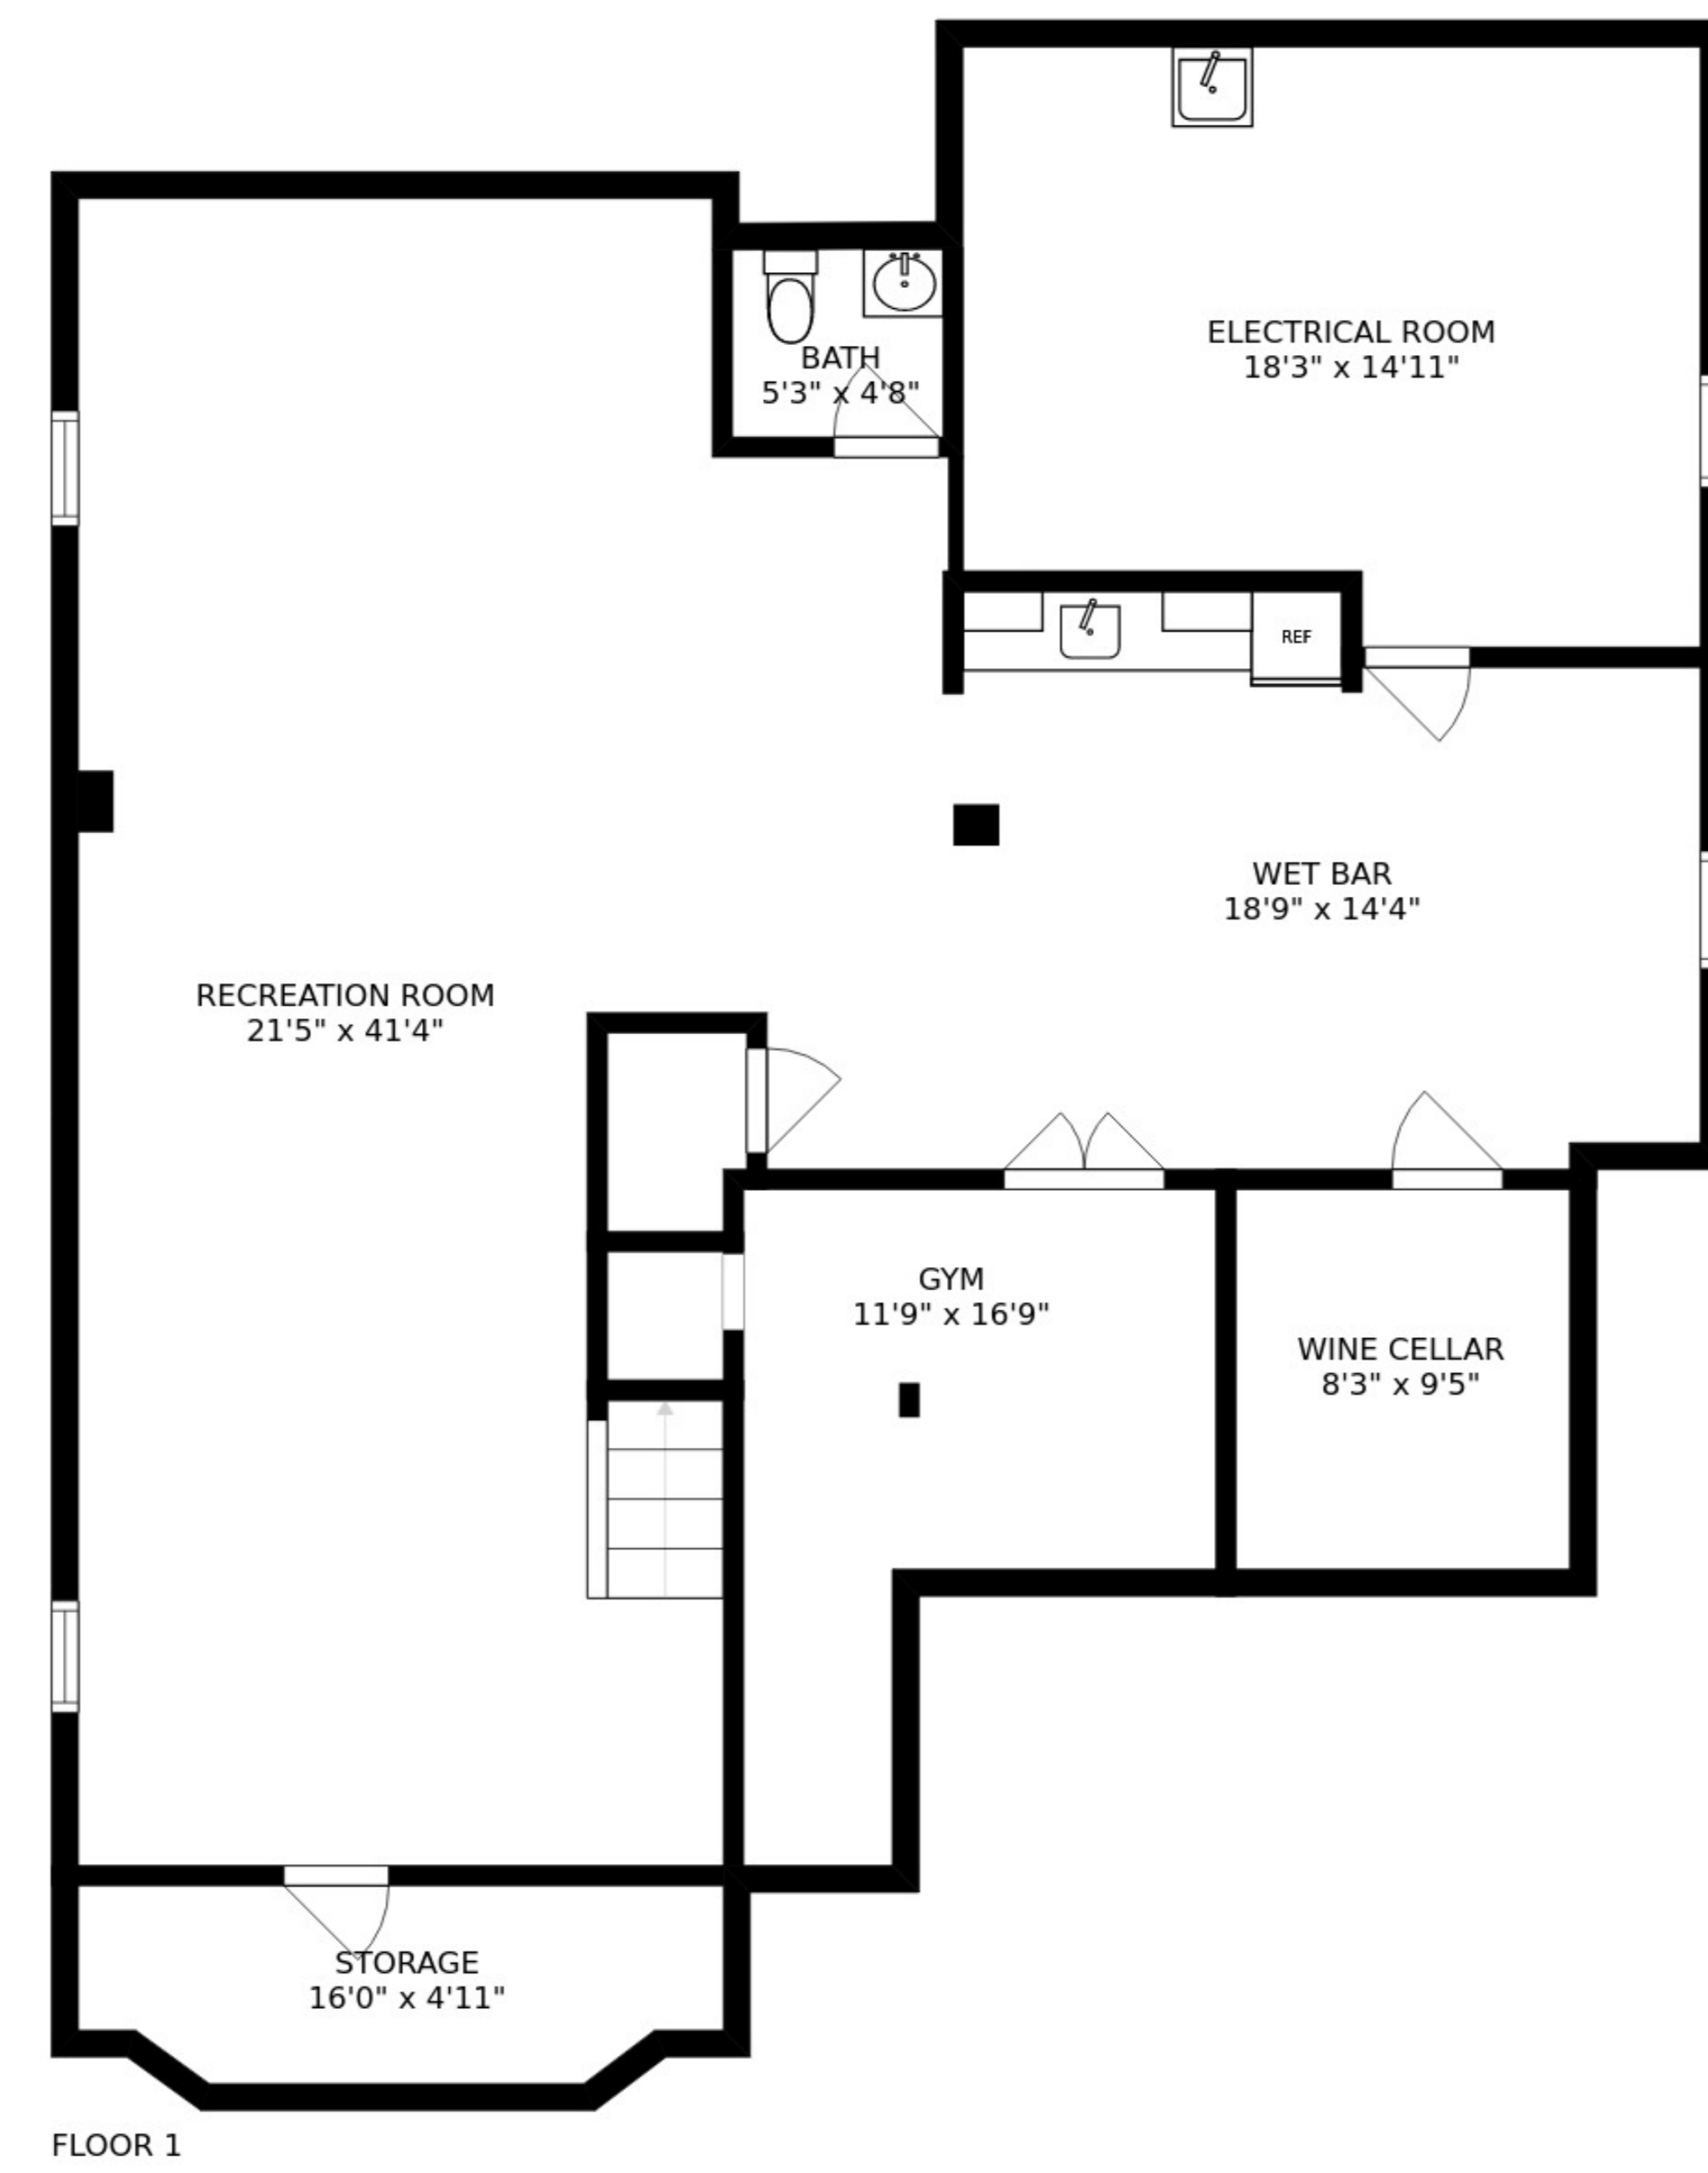 ELECTRICAL ROOM
18'3" x 14'11"
BATH
5'3" x 4'8"
REF
WET BAR
18'9" x 14'4"
RECREATION ROOM
21'5" x 41'4"
GYM
11'9" x 16'9"
WINE CELLAR
8'3" x 9'5"
STORAGE
16'0" x 4'11"
FLOOR 1